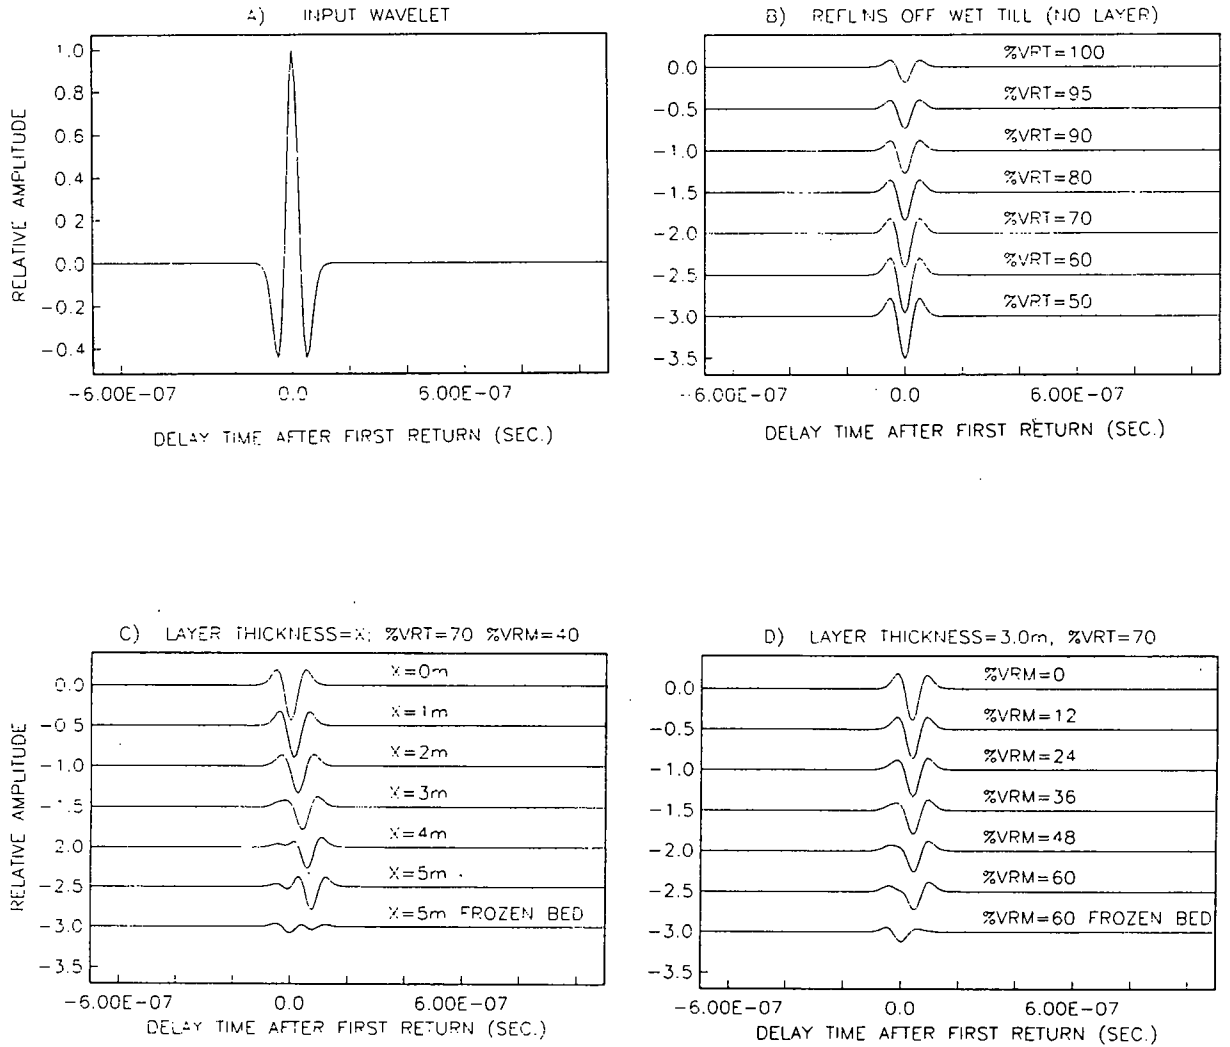 A) INPUT WAVELET
1.0
0.8
0.6
0.4
0.2
0.0
-0.2
-0.4
RELATIVE AMPLITUDE
-6.00E-07 0.0 6.00E-07
DELAY TIME AFTER FIRST RETURN (SEC.)
B) REFLNS OFF WET TILL (NO LAYER)
0.0 %VRT=100
-0.5 %VRT=95
-1.0 %VRT=90
-1.5 %VRT=80
-2.0 %VRT=70
-2.5 %VRT=60
-3.0 %VRT=50
-3.5
-6.00E-07 0.0 6.00E-07
DELAY TIME AFTER FIRST RETURN (SEC.)
C) LAYER THICKNESS=X; %VRT=70 %VRM=40
0.0 X=0m
-0.5 X=1m
-1.0 X=2m
-1.5 X=3m
-2.0 X=4m
-2.5 X=5m
-3.0 X=5m FROZEN BED
-3.5
RELATIVE AMPLITUDE
-6.00E-07 0.0 6.00E-07
DELAY TIME AFTER FIRST RETURN (SEC.)
D) LAYER THICKNESS=3.0m, %VRT=70
0.0 %VRM=0
-0.5 %VRM=12
-1.0 %VRM=24
-1.5 %VRM=36
-2.0 %VRM=48
-2.5 %VRM=60
-3.0 %VRM=60 FROZEN BED
-3.5
-6.00E-07 0.0 6.00E-07
DELAY TIME AFTER FIRST RETURN (SEC.)